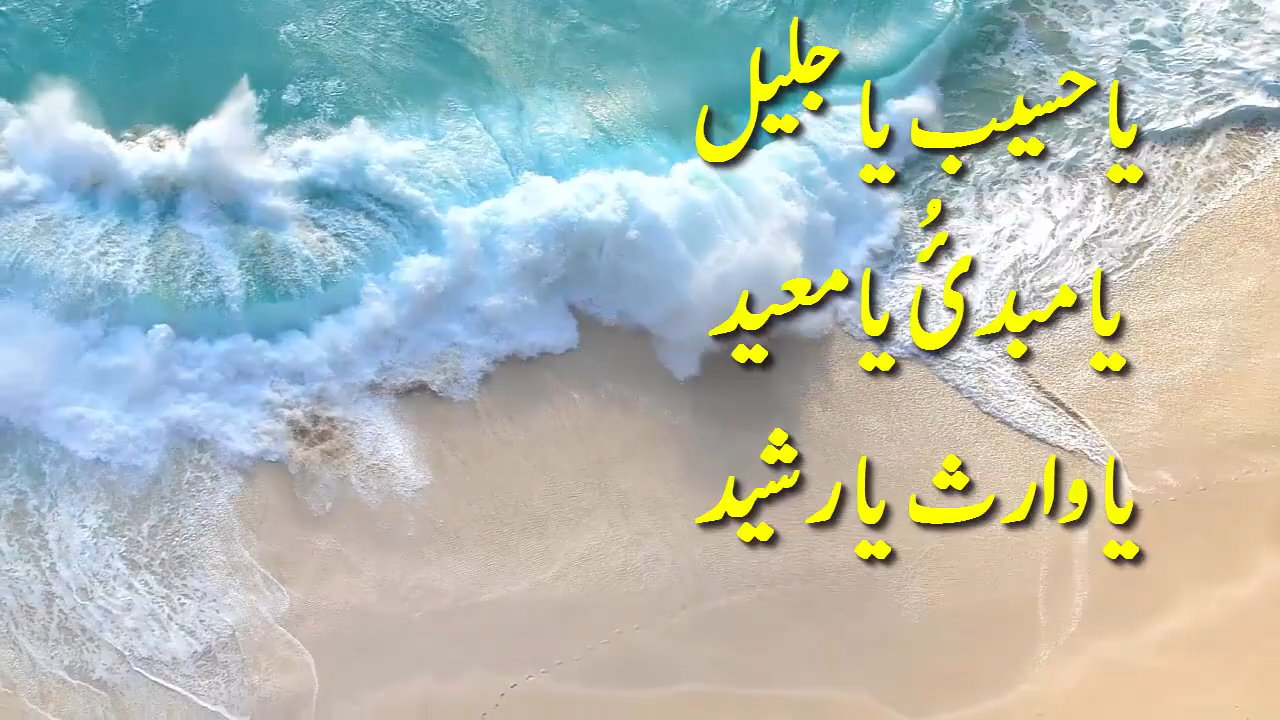 یا حسیب یا جلیل
یا مبدئُ یا معید
یا وارث یا رشید